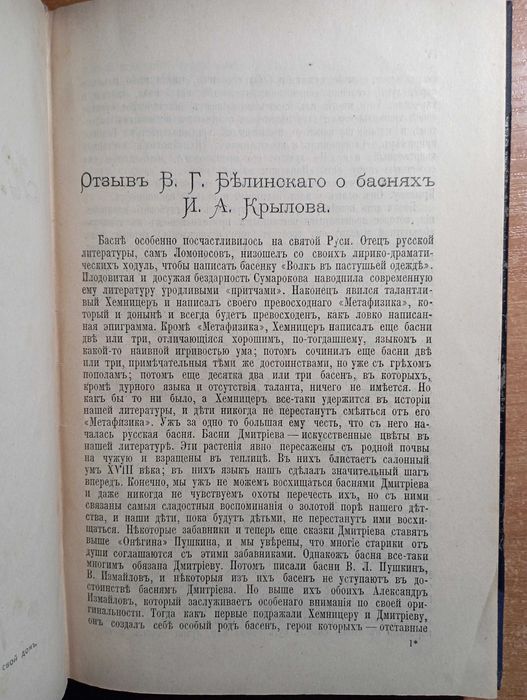 Отзывъ В. Г. Бѣлинскаго о басняхъ
И. А. Крылова.
Баснѣ особенно посчастливилось на святой Руси. Отецъ русской
литературы, самъ Ломоносовъ, низошелъ со своихъ лирико-драмати-
ческихъ ходуль, чтобы написать басенку «Волкъ въ пастушьей одеждѣ».
Плодовитая и досужая бездарность Сумарокова наводнила современную
ему литературу уродливыми «притчами». Наконецъ явился талантли-
вый Хемницеръ и написалъ своего превосходнаго «Метафизика», ко-
торый и донынѣ и всегда будетъ превосходенъ, какъ ловко написан-
ная эпиграмма. Кромѣ «Метафизика», Хемницеръ написалъ еще басни
двѣ или три, отличающіяся хорошимъ, по-тогдашнему, языкомъ и
какой-то наивной игривостью ума; потомъ сочинилъ еще басни двѣ
или три, примѣчательныя тѣми же достоинствами, но уже съ грѣхомъ
пополамъ; потомъ еще десятка два или три басенъ, въ которыхъ,
кромѣ дурного языка и отсутствія таланта, ничего не имѣется. Но
какъ бы то ни было, а Хемницеръ все-таки удержится въ исторіи
нашей литературы, и дѣти никогда не перестанутъ смѣяться отъ его
«Метафизика». Ужъ за одно то большая ему честь, что съ него на-
чалась русская басня. Басни Дмитріева — искусственные цвѣты въ
нашей литературѣ. Эти растенія явно пересажены съ родной почвы
на чужую и взращены въ теплицѣ. Въ нихъ блистаетъ салонный
умъ XVIII вѣка; въ нихъ языкъ нашъ сдѣлалъ значительный шагъ
впередъ. Конечно, мы ужъ не можемъ восхищаться баснями Дмитріева
и даже никогда не чувствуемъ охоты перечесть ихъ, но съ ними
связаны самыя сладостныя воспоминанія о золотой порѣ нашего дѣт-
ства, и наши дѣти, пока будутъ дѣтьми, не перестанутъ ими восхи-
щаться. Нѣкоторые забавники и теперь еще сказки Дмитріева ставятъ
выше «Онѣгина» Пушкина, и мы увѣрены, что многіе старики отъ
души соглашаются съ этими забавниками. Однакожъ басня все-таки
многимъ обязана Дмитріеву. Потомъ писали басни В. Л. Пушкинъ,
В. Измайловъ, и нѣкоторыя изъ ихъ басенъ не уступаютъ въ до-
стоинствѣ баснямъ Дмитріева. Но выше ихъ обоихъ Александръ
Измайловъ, который заслуживаетъ особенаго вниманія по своей ори-
гинальности. Тогда какъ первые подражали Хемницеру и Дмитріеву,
онъ создалъ себѣ особый родъ басенъ, герои которыхъ — отставные
1*
свой домъ